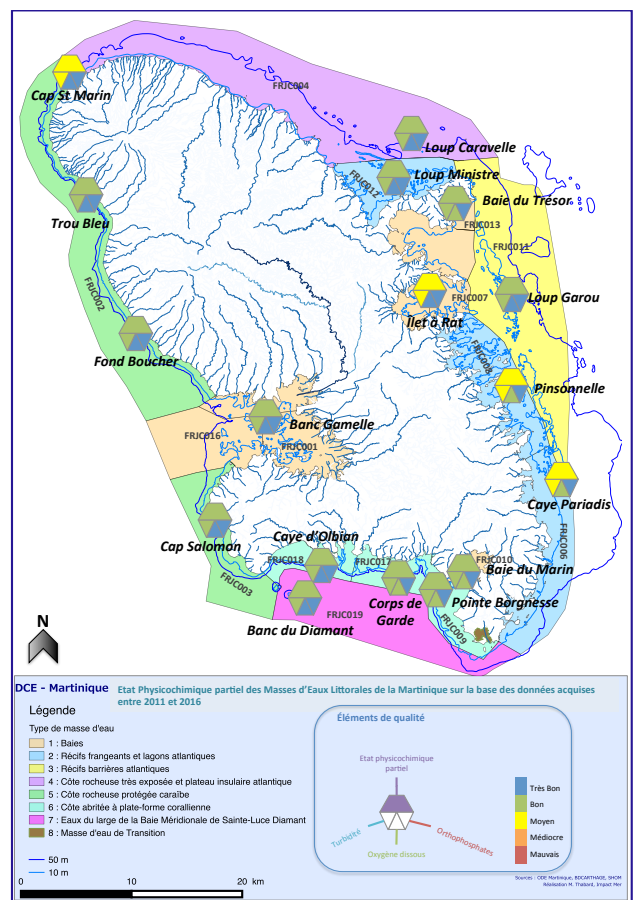 FRJC004
Cap St Marin
Loup Caravelle
Loup Ministre
FRJC012
Baie du Trésor
Trou Bleu
FRJC013
FRJC011
FRJC002
FRJC007
Loup Garou
Ilet à Rat
Fond Boucher
FRJC008
Pinsonnelle
Banc Gamelle
FRJC016
FRJC001
Caye Pariadis
Cap Salomon
Caye d'Olbian
FRJC006
FRJC018
FRJC017
FRJC010
Baie du Marin
FRJC003
Corps de
Garde
Pointe Borgnesse
FRJC019
Banc du Diamant
FRJC009
N
DCE - Martinique
Etat Physicochimique partiel des Masses d'Eaux Littorales de la Martinique sur la base des données acquises
entre 2011 et 2016
Légende
Type de masse d'eau
1 : Baies
2 : Récifs frangeants et lagons atlantiques
3 : Récifs barrières atlantiques
4 : Côte rocheuse très exposée et plateau insulaire atlantique
5 : Côte rocheuse protégée caraïbe
6 : Côte abritée à plate-forme corallienne
7 : Eaux du large de la Baie Méridionale de Sainte-Luce Diamant
8 : Masse d'eau de Transition
50 m
10 m
0 10 20 km
Éléments de qualité
Etat physicochimique
partiel
Turbidité
Orthophosphates
Oxygène dissous
Très Bon
Bon
Moyen
Médiocre
Mauvais
Sources : ODE Martinique, BDCARTHAGE, SHOM
Réalisation M. Thabard, Impact Mer